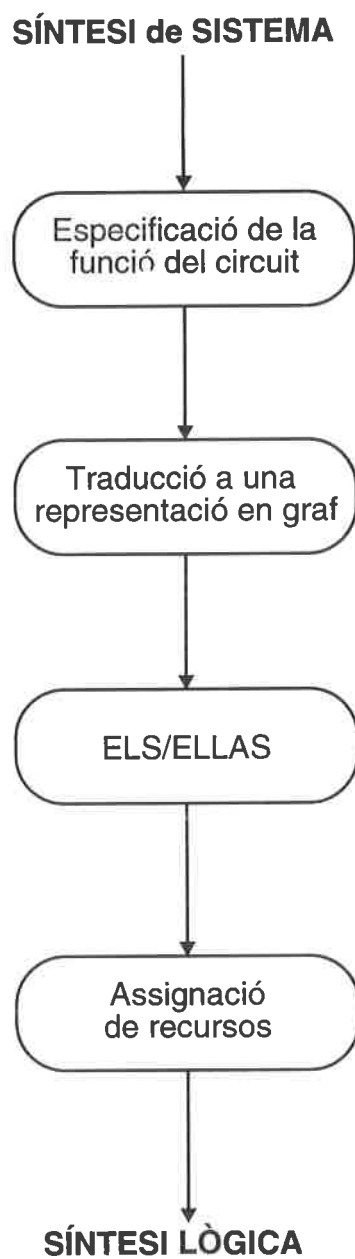 SÍNTESI de SISTEMA
Especificació de la
funció del circuit
Traducció a una
representació en graf
ELS/ELLAS
Assignació
de recursos
SÍNTESI LÒGICA